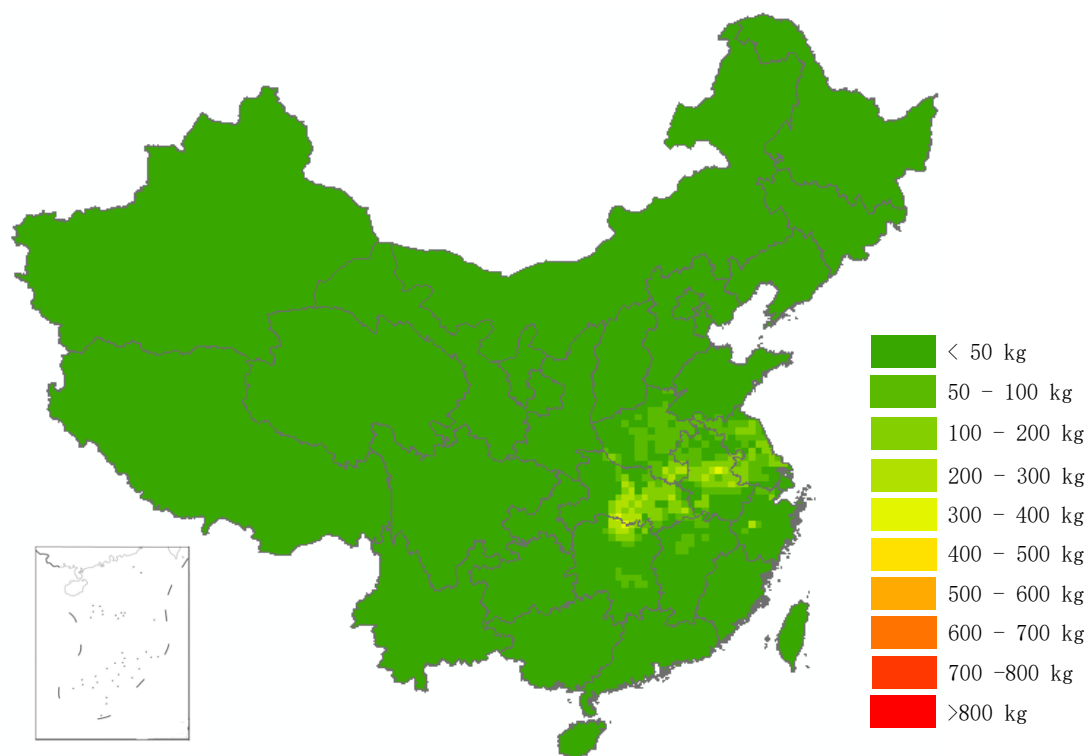 < 50 kg
50 - 100 kg
100 - 200 kg
200 - 300 kg
300 - 400 kg
400 - 500 kg
500 - 600 kg
600 - 700 kg
700 -800 kg
>800 kg